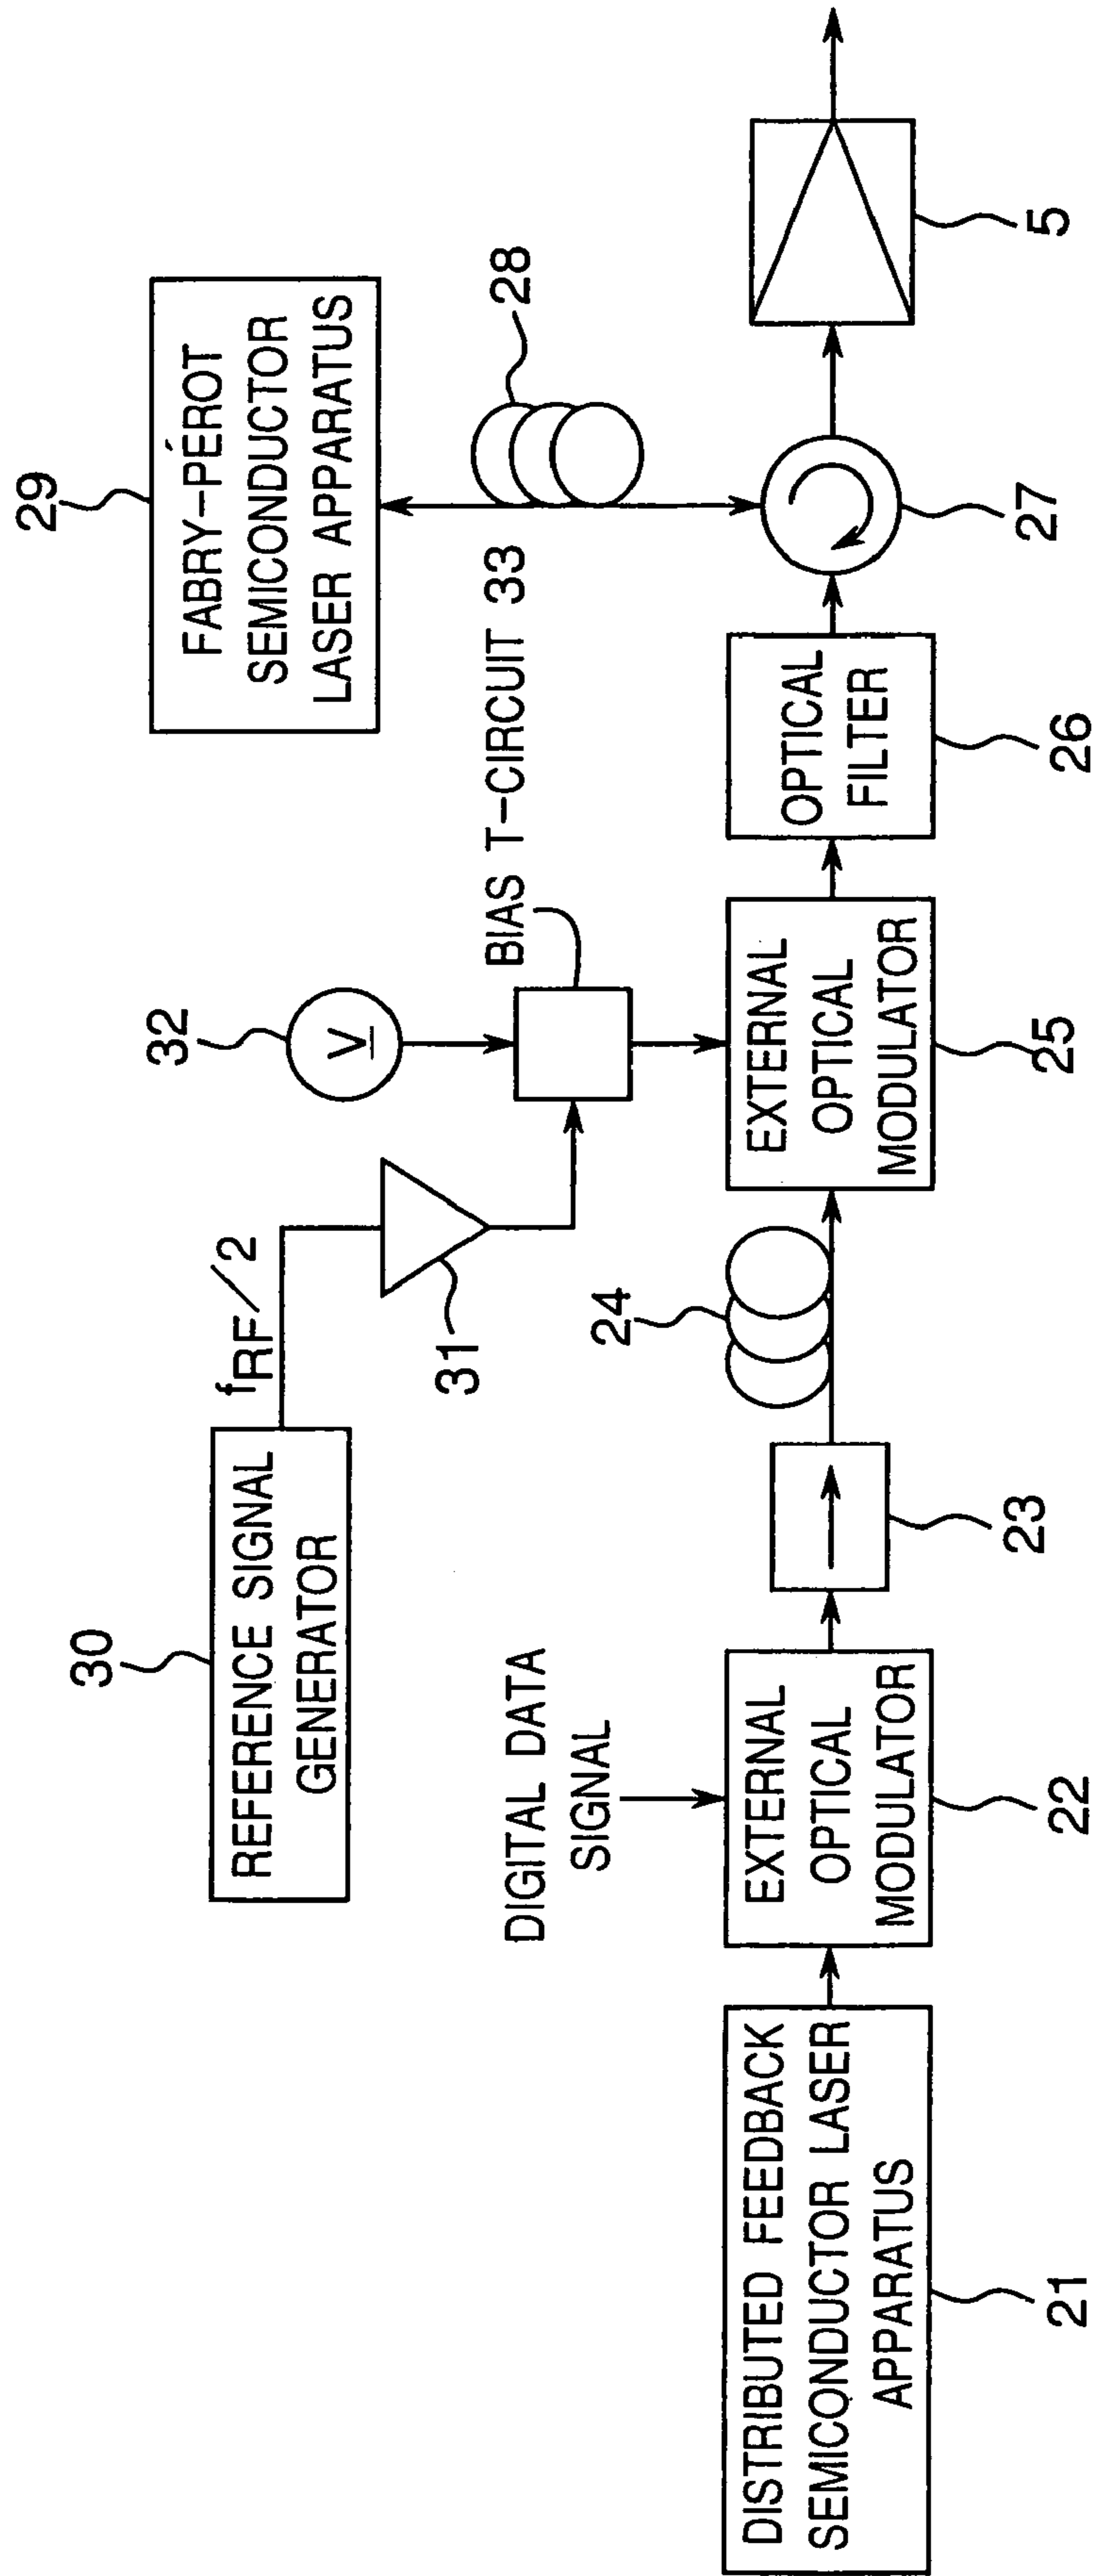 29
FABRY-PÉROT
SEMICONDUCTOR
LASER APPARATUS
28
32
V
BIAS T-CIRCUIT 33
30
REFERENCE SIGNAL
GENERATOR
fRF/2
31
DIGITAL DATA
SIGNAL
24
DISTRIBUTED FEEDBACK
SEMICONDUCTOR LASER
APPARATUS
21
EXTERNAL
OPTICAL
MODULATOR
22
23
EXTERNAL
OPTICAL
MODULATOR
25
OPTICAL
FILTER
26
27
5